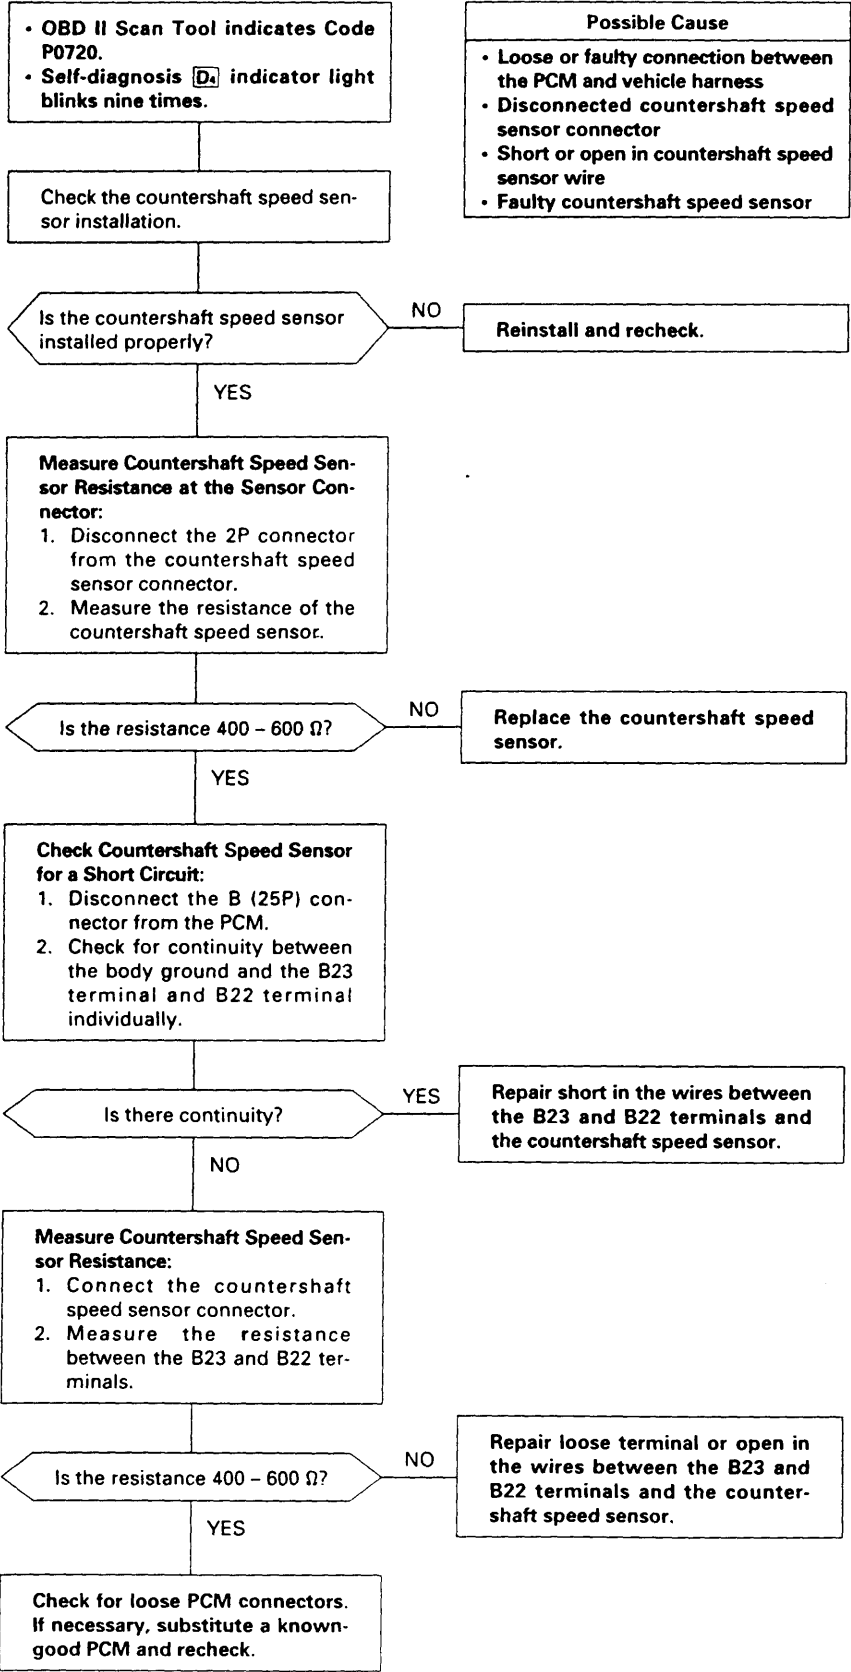 • OBD II Scan Tool indicates Code
P0720.
• Self-diagnosis D4 indicator light
blinks nine times.
Possible Cause
• Loose or faulty connection between
the PCM and vehicle harness
• Disconnected countershaft speed
sensor connector
• Short or open in countershaft speed
sensor wire
• Faulty countershaft speed sensor
Check the countershaft speed sen-
sor installation.
Is the countershaft speed sensor
installed properly?
NO
Reinstall and recheck.
YES
Measure Countershaft Speed Sen-
sor Resistance at the Sensor Con-
nector:
1. Disconnect the 2P connector
from the countershaft speed
sensor connector.
2. Measure the resistance of the
countershaft speed sensor.
Is the resistance 400 – 600 Ω?
NO
Replace the countershaft speed
sensor.
YES
Check Countershaft Speed Sensor
for a Short Circuit:
1. Disconnect the B (25P) con-
nector from the PCM.
2. Check for continuity between
the body ground and the B23
terminal and B22 terminal
individually.
Is there continuity?
YES
Repair short in the wires between
the B23 and B22 terminals and
the countershaft speed sensor.
NO
Measure Countershaft Speed Sen-
sor Resistance:
1. Connect the countershaft
speed sensor connector.
2. Measure the resistance
between the B23 and B22 ter-
minals.
Is the resistance 400 – 600 Ω?
NO
Repair loose terminal or open in
the wires between the B23 and
B22 terminals and the counter-
shaft speed sensor.
YES
Check for loose PCM connectors.
If necessary, substitute a known-
good PCM and recheck.